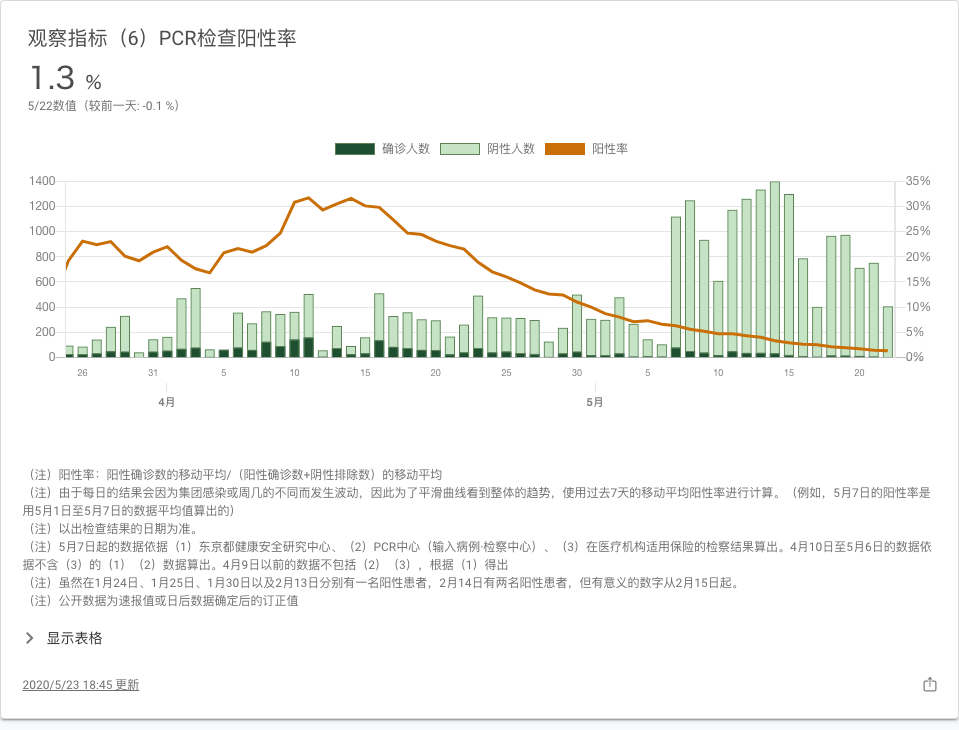 观察指标（6）PCR检查阳性率
1.3 %
5/22数值（较前一天: -0.1 %）
确诊人数 阴性人数 阳性率
1400 35%
1200 30%
1000 25%
800 20%
600 15%
400 10%
200 5%
0 0%
26 31 5 10 15 20 25 30 5 10 15 20
4月 5月
（注）阳性率：阳性确诊数的移动平均/（阳性确诊数+阴性排除数）的移动平均
（注）由于每日的结果会因为集团感染或周几的不同而发生波动，因此为了平滑曲线看到整体的趋势，使用过去7天的移动平均阳性率进行计算。（例如，5月7日的阳性率是
用5月1日至5月7日的数据平均值算出的）
（注）以出检查结果的日期为准。
（注）5月7日起的数据依据（1）东京都健康安全研究中心、（2）PCR中心（输入病例·检察中心）、（3）在医疗机构适用保险的检察结果算出。4月10日至5月6日的数据依
据不含（3）的（1）（2）数据算出。4月9日以前的数据不包括（2）（3），根据（1）得出
（注）虽然在1月24日、1月25日、1月30日以及2月13日分别有一名阳性患者，2月14日有两名阳性患者，但有意义的数字从2月15日起。
（注）公开数据为速报值或日后数据确定后的订正值
显示表格
2020/5/23 18:45 更新